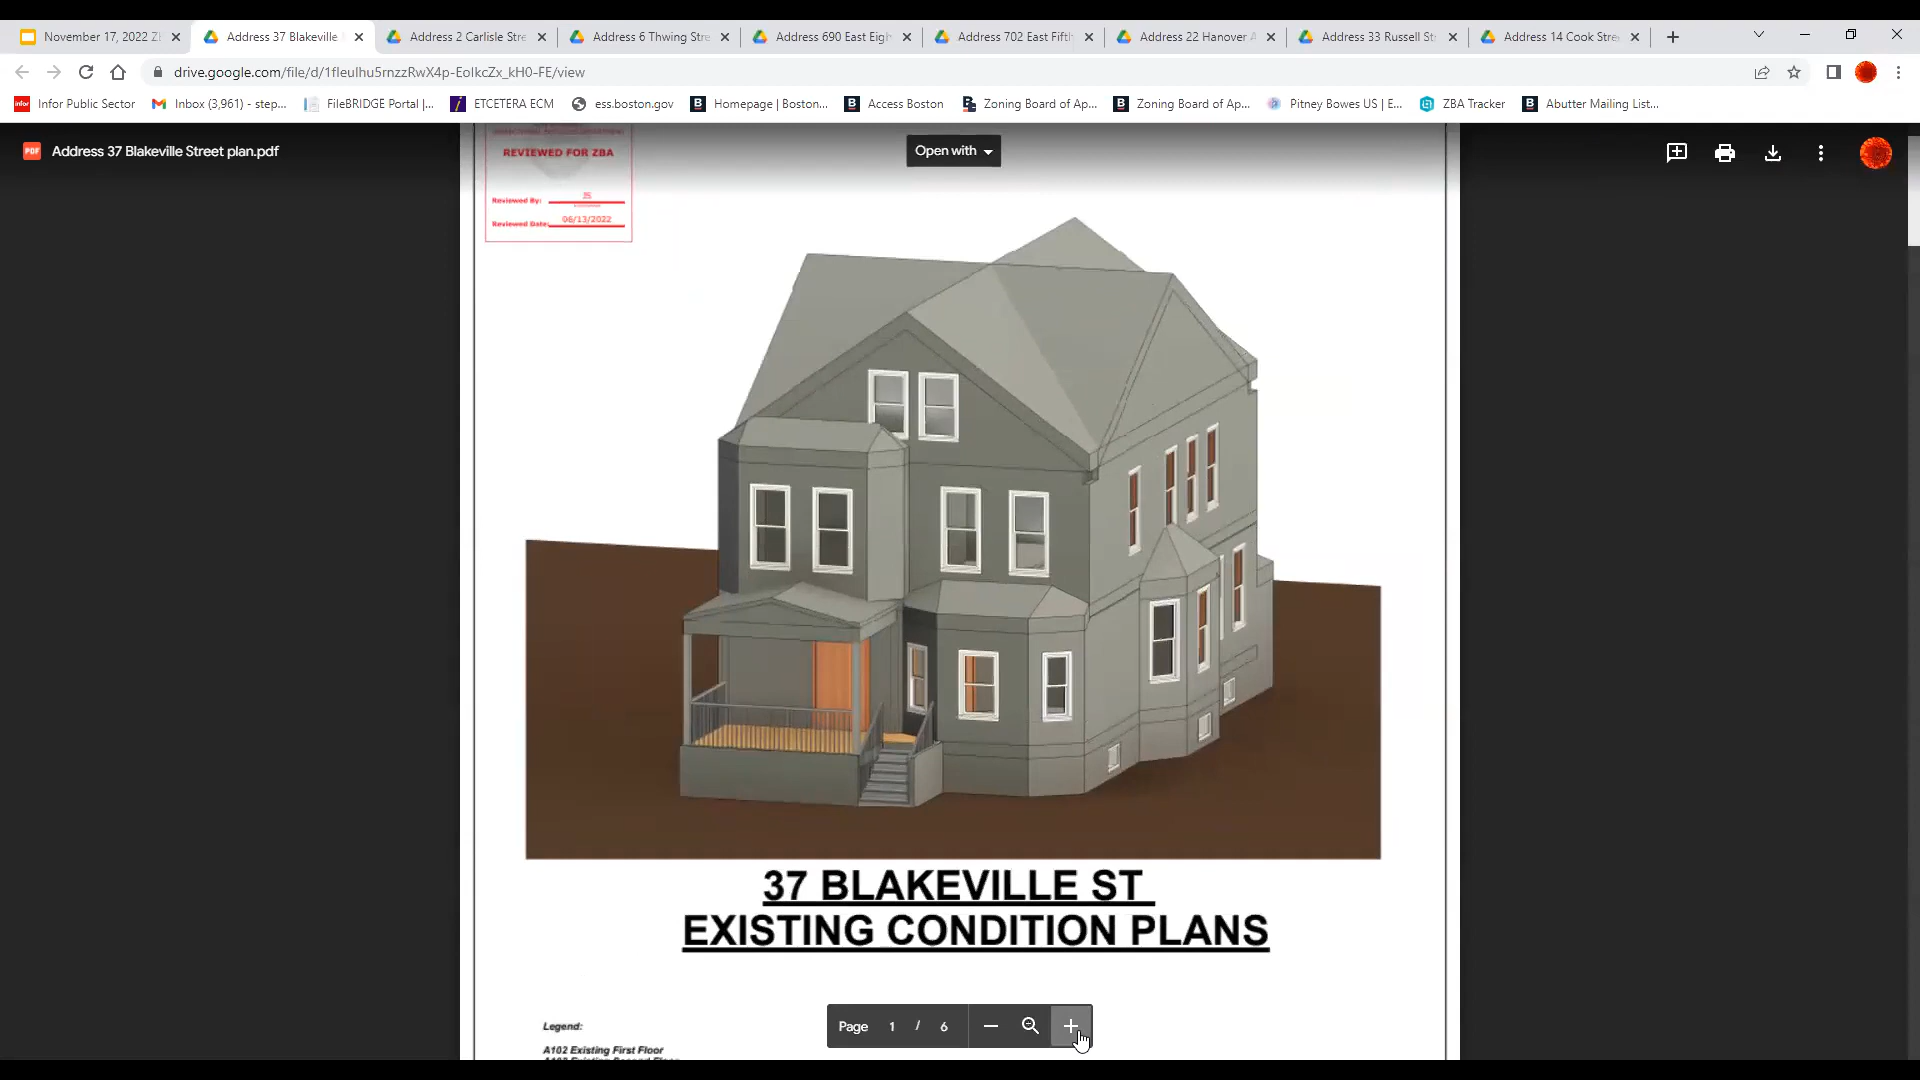 November 17, 2022 ZB
Address 37 Blakeville
Address 2 Carlisle Stre
Address 6 Thwing Stre
Address 690 East Eigh
Address 702 East Fifth
Address 22 Hanover A
Address 33 Russell St
Address 14 Cook Stre
drive.google.com/file/d/1fleulhu5rnzzRwX4p-EolkcZx_kH0-FE/view
infor Infor Public Sector
Inbox (3,961) - step...
FileBRIDGE Portal |...
ETCETERA ECM
ess.boston.gov
B Homepage | Boston...
B Access Boston
Zoning Board of Ap...
B Zoning Board of Ap...
Pitney Bowes US | E...
ZBA Tracker
B Abutter Mailing List...
PDF Address 37 Blakeville Street plan.pdf
Open with
REVIEWED FOR ZBA
Reviewed By: JS
Reviewed Date: 06/13/2022
37 BLAKEVILLE ST
EXISTING CONDITION PLANS
Legend:
A102 Existing First Floor
Page 1 / 6